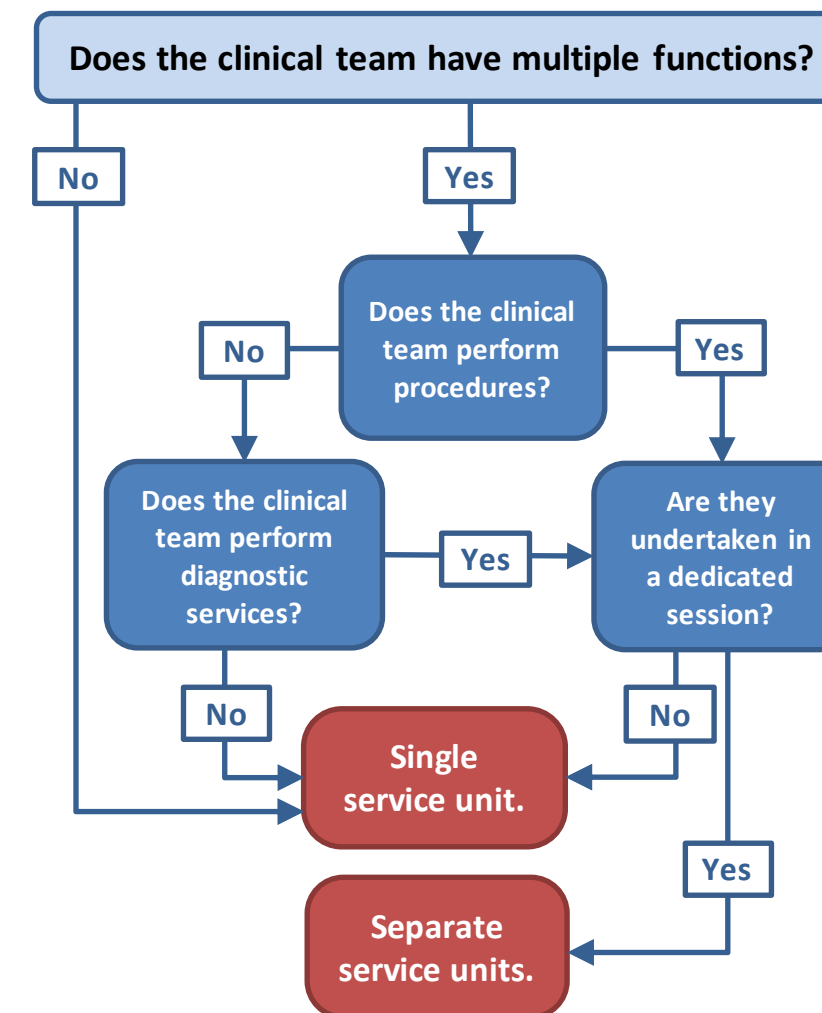 Does the clinical team have multiple functions?
No
Yes
Does the clinical
team perform
procedures?
No
Yes
Does the clinical
team perform
diagnostic
services?
Yes
Are they
undertaken in
a dedicated
session?
No
No
Single
service unit.
Yes
Separate
service units.